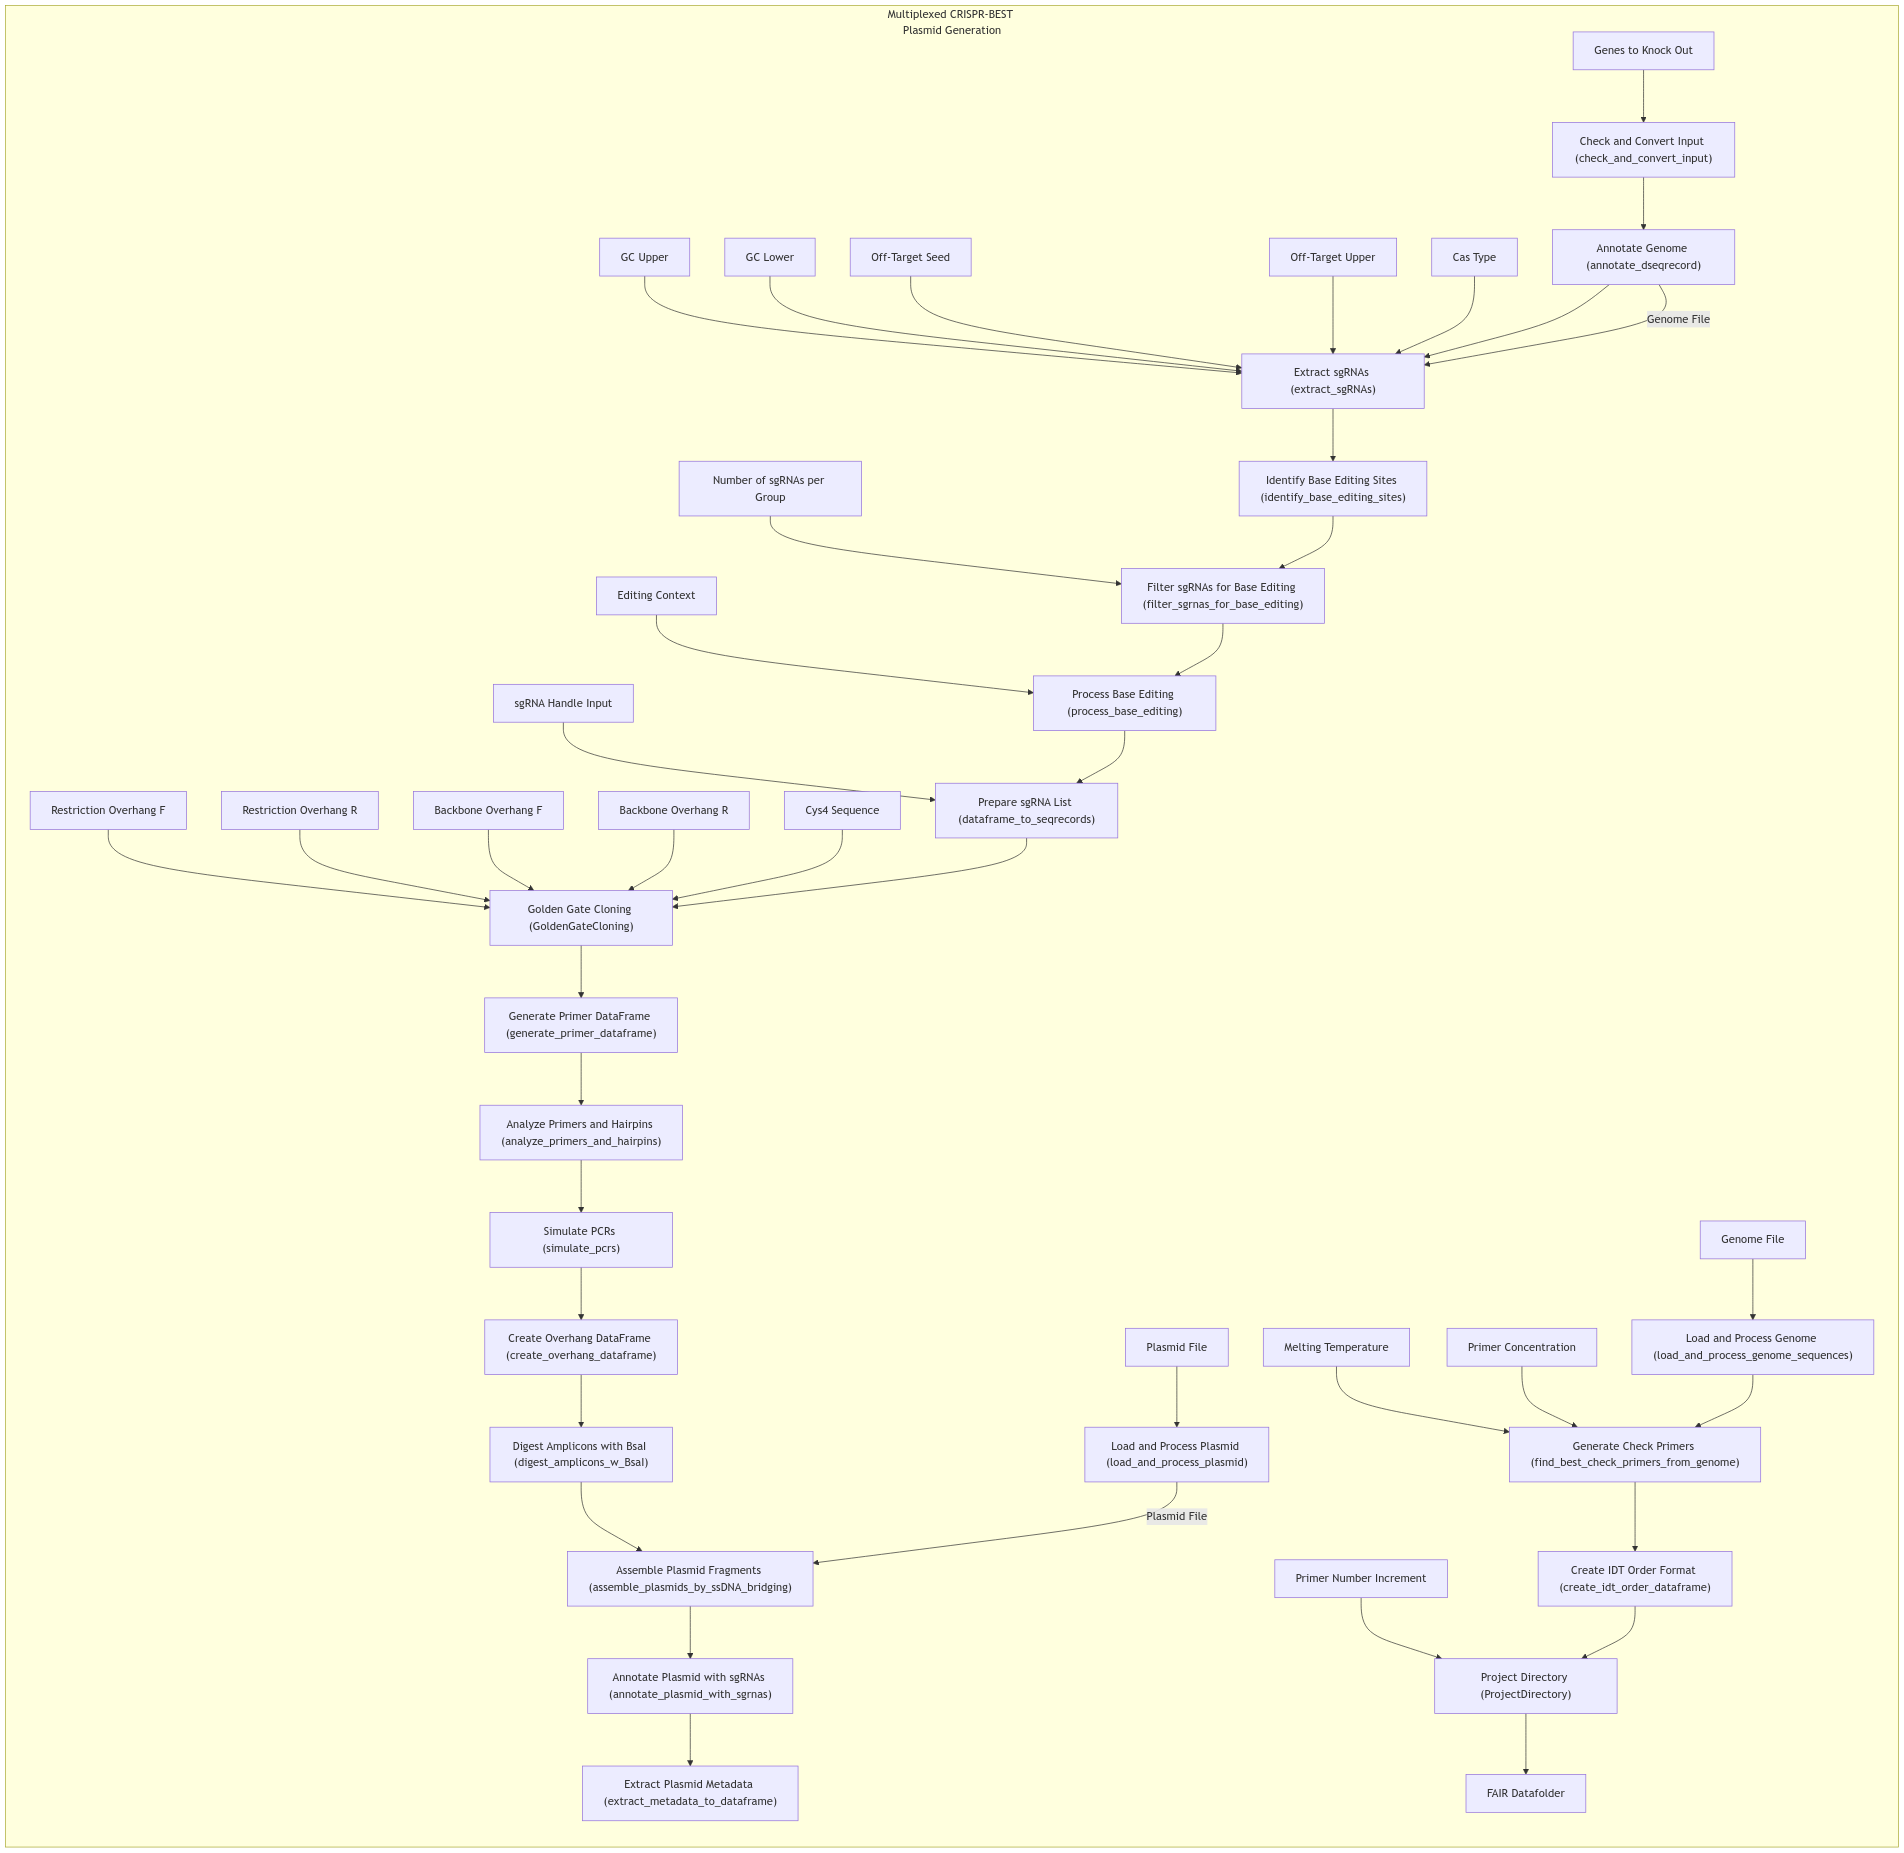 Multiplexed CRISPR-BEST
Plasmid Generation
Genes to Knock Out
Check and Convert Input
(check_and_convert_input)
GC Upper
GC Lower
Off-Target Seed
Off-Target Upper
Cas Type
Annotate Genome
(annotate_dseqrecord)
Genome File
Extract sgRNAs
(extract_sgRNAs)
Number of sgRNAs per
Group
Identify Base Editing Sites
(identify_base_editing_sites)
Editing Context
Filter sgRNAs for Base Editing
(filter_sgrnas_for_base_editing)
sgRNA Handle Input
Process Base Editing
(process_base_editing)
Restriction Overhang F
Restriction Overhang R
Backbone Overhang F
Backbone Overhang R
Cys4 Sequence
Prepare sgRNA List
(dataframe_to_seqrecords)
Golden Gate Cloning
(GoldenGateCloning)
Generate Primer DataFrame
(generate_primer_dataframe)
Analyze Primers and Hairpins
(analyze_primers_and_hairpins)
Simulate PCRs
(simulate_pcrs)
Genome File
Create Overhang DataFrame
(create_overhang_dataframe)
Plasmid File
Melting Temperature
Primer Concentration
Load and Process Genome
(load_and_process_genome_sequences)
Digest Amplicons with BsaI
(digest_amplicons_w_BsaI)
Load and Process Plasmid
(load_and_process_plasmid)
Generate Check Primers
(find_best_check_primers_from_genome)
Plasmid File
Assemble Plasmid Fragments
(assemble_plasmids_by_ssDNA_bridging)
Primer Number Increment
Create IDT Order Format
(create_idt_order_dataframe)
Annotate Plasmid with sgRNAs
(annotate_plasmid_with_sgrnas)
Project Directory
(ProjectDirectory)
Extract Plasmid Metadata
(extract_metadata_to_dataframe)
FAIR Datafolder